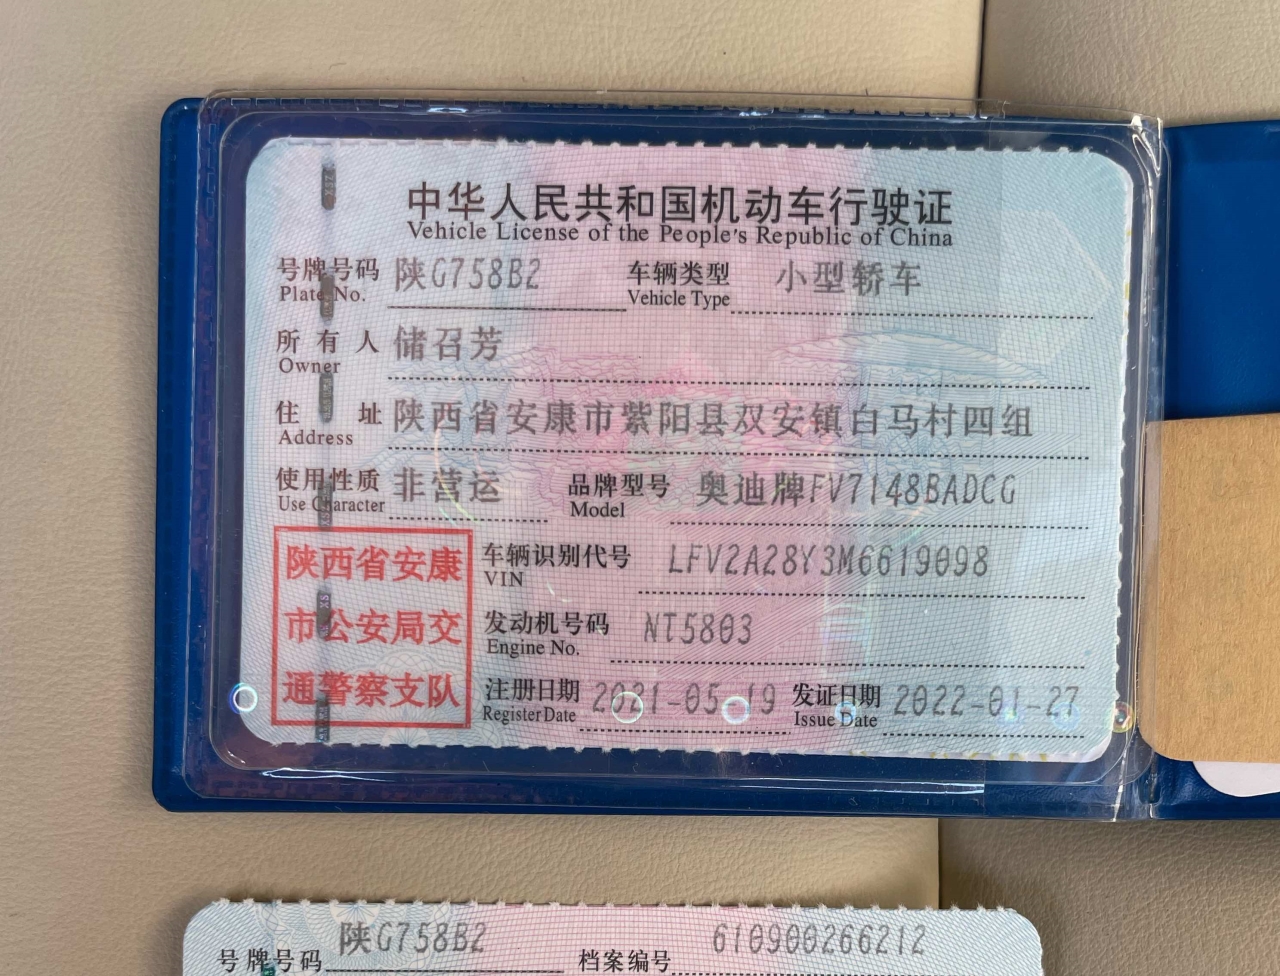 中华人民共和国机动车行驶证
Vehicle License of the People's Republic of China
号牌号码 陕G758B2 车辆类型 小型轿车
Plate No. Vehicle Type
所有人 储召芳
Owner
住址 陕西省安康市紫阳县双安镇白马村四组
Address
使用性质 非营运 品牌型号 奥迪牌FV7148BADCG
Use Character Model
陕西省安康
市公安局交
通警察支队
车辆识别代号 LFV2A28Y3M6619098
VIN
发动机号码 NT5803
Engine No.
注册日期 2021-05-19 发证日期 2022-01-27
Register Date Issue Date
号牌号码 陕G758B2 档案编号 610900266212